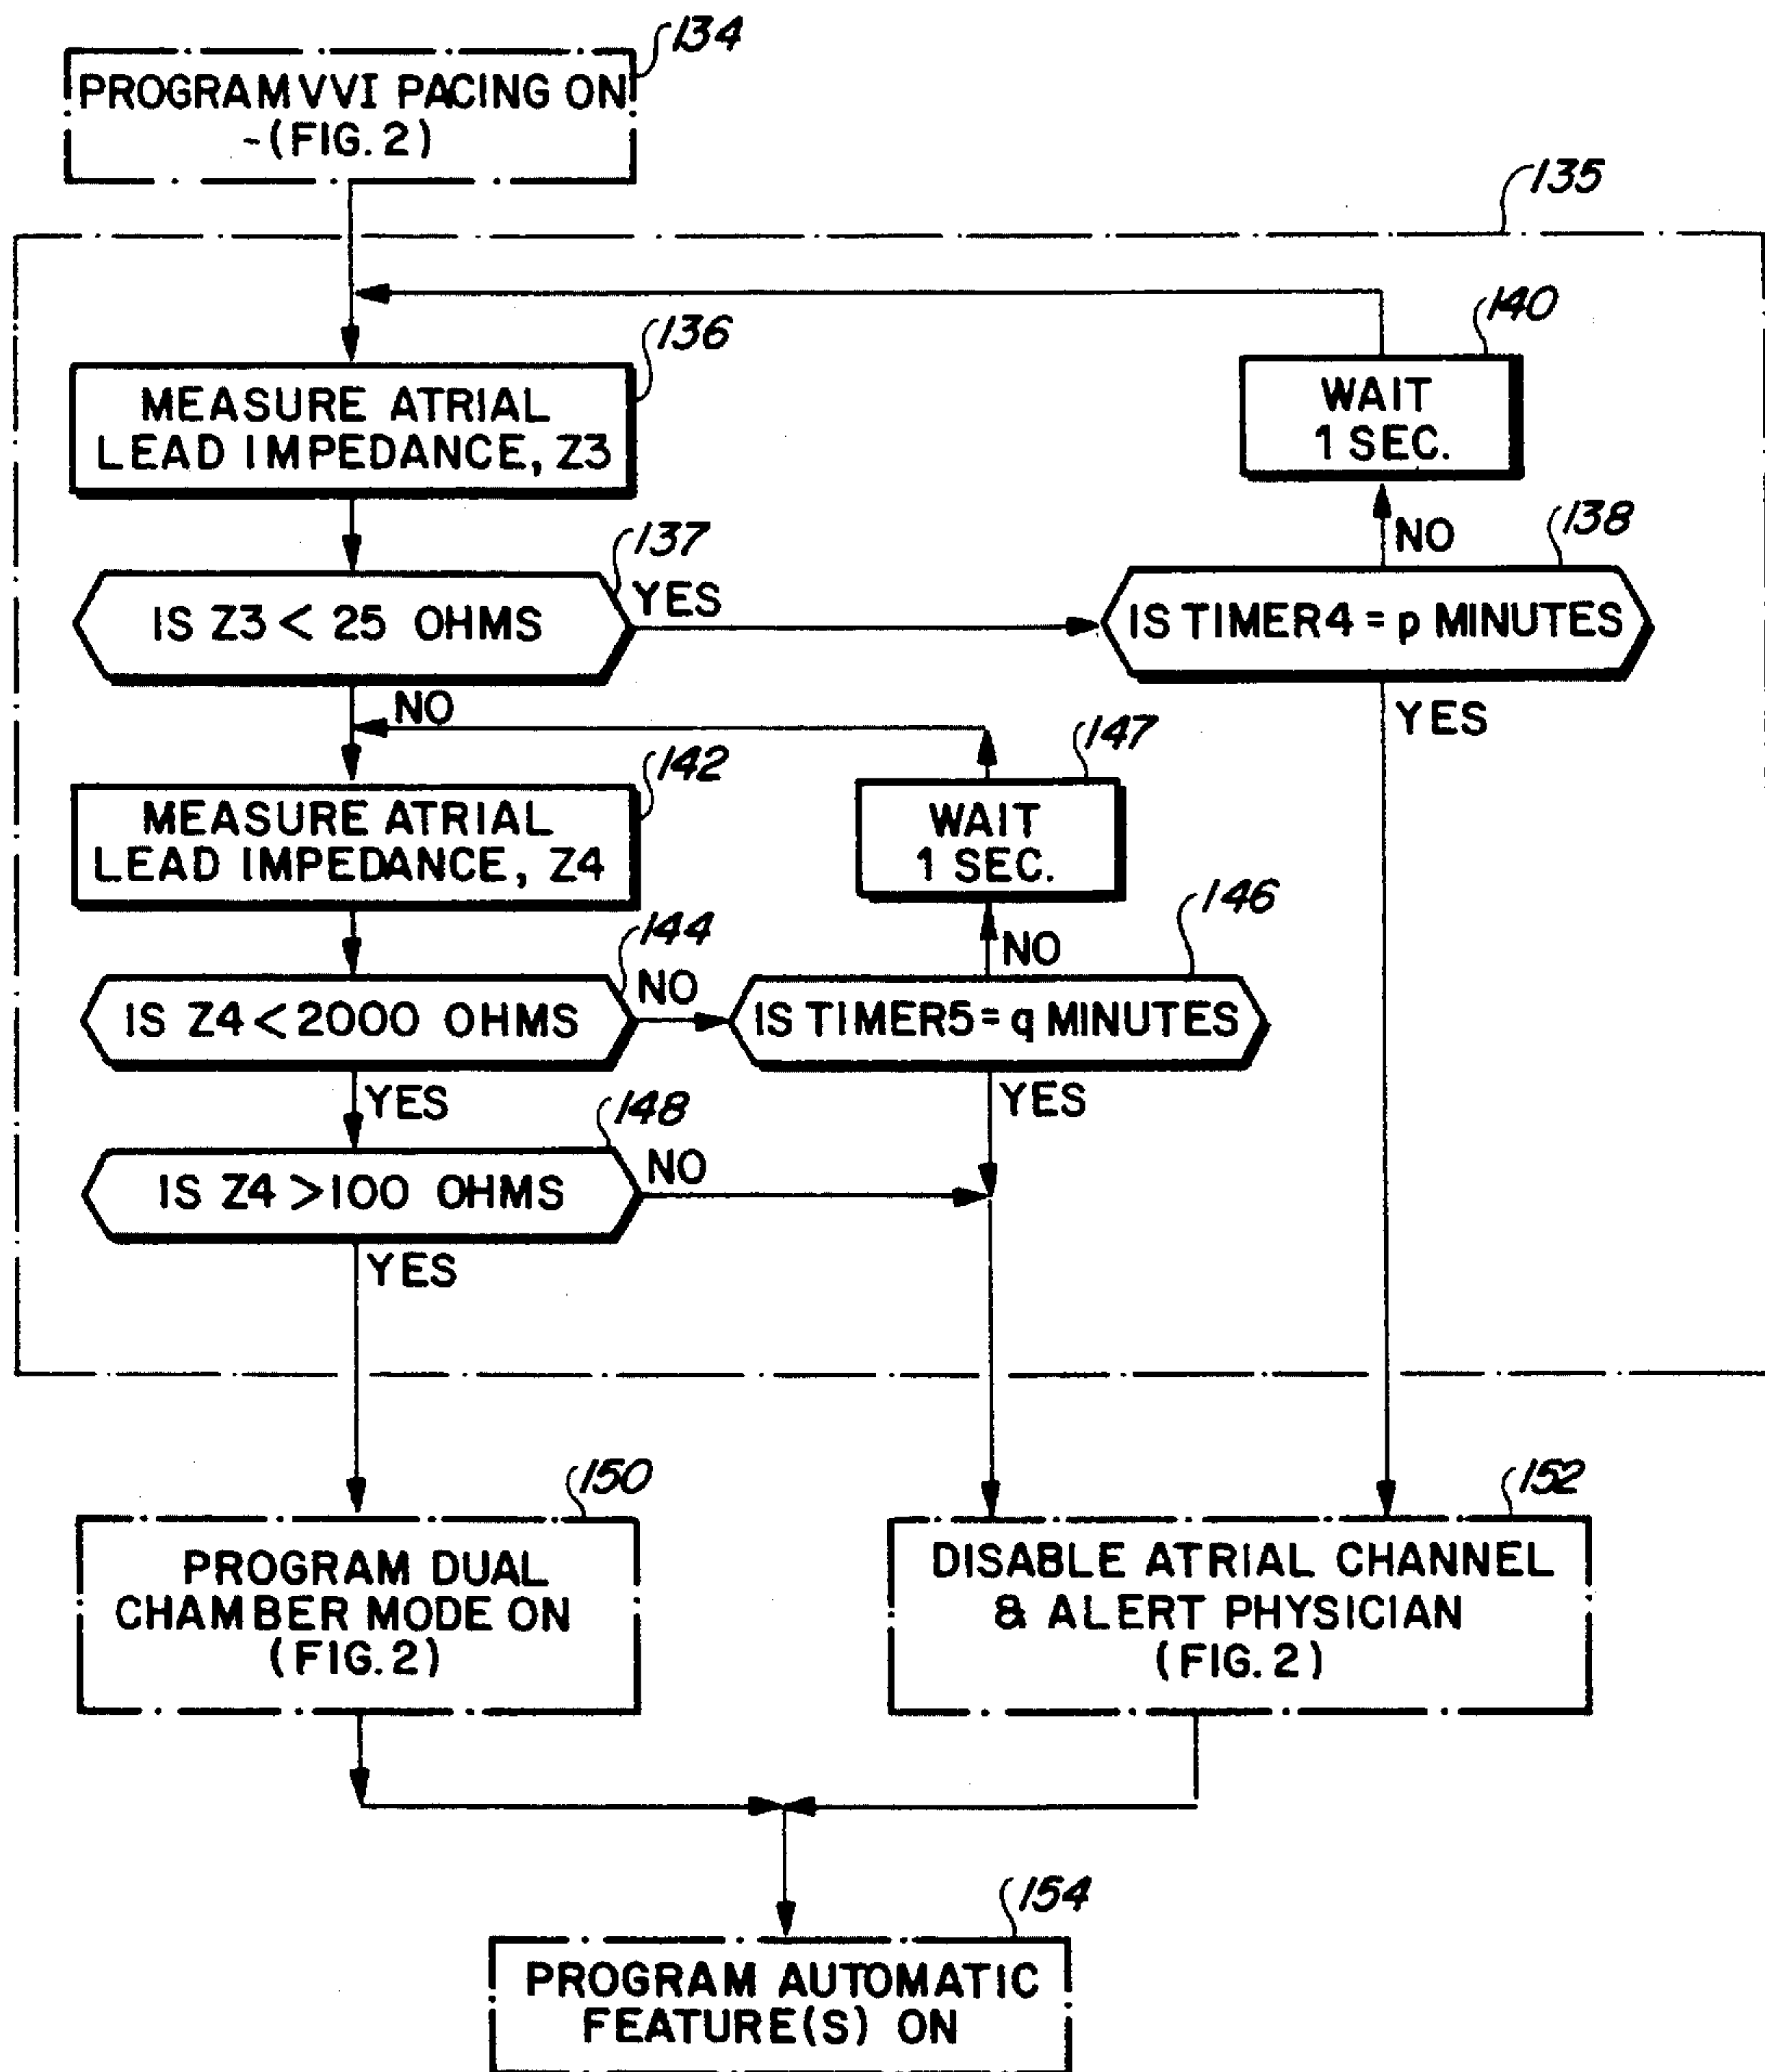 134
PROGRAM VVI PACING ON
-(FIG. 2)
135
136
MEASURE ATRIAL
LEAD IMPEDANCE, Z3
140
WAIT
1 SEC.
137
IS Z3 < 25 OHMS
YES
NO
138
NO
IS TIMER4 = p MINUTES
YES
142
MEASURE ATRIAL
LEAD IMPEDANCE, Z4
147
WAIT
1 SEC.
144
IS Z4 < 2000 OHMS
NO
YES
146
NO
IS TIMER5 = q MINUTES
YES
148
IS Z4 > 100 OHMS
NO
YES
150
PROGRAM DUAL
CHAMBER MODE ON
(FIG. 2)
152
DISABLE ATRIAL CHANNEL
& ALERT PHYSICIAN
(FIG. 2)
154
PROGRAM AUTOMATIC
FEATURE(S) ON